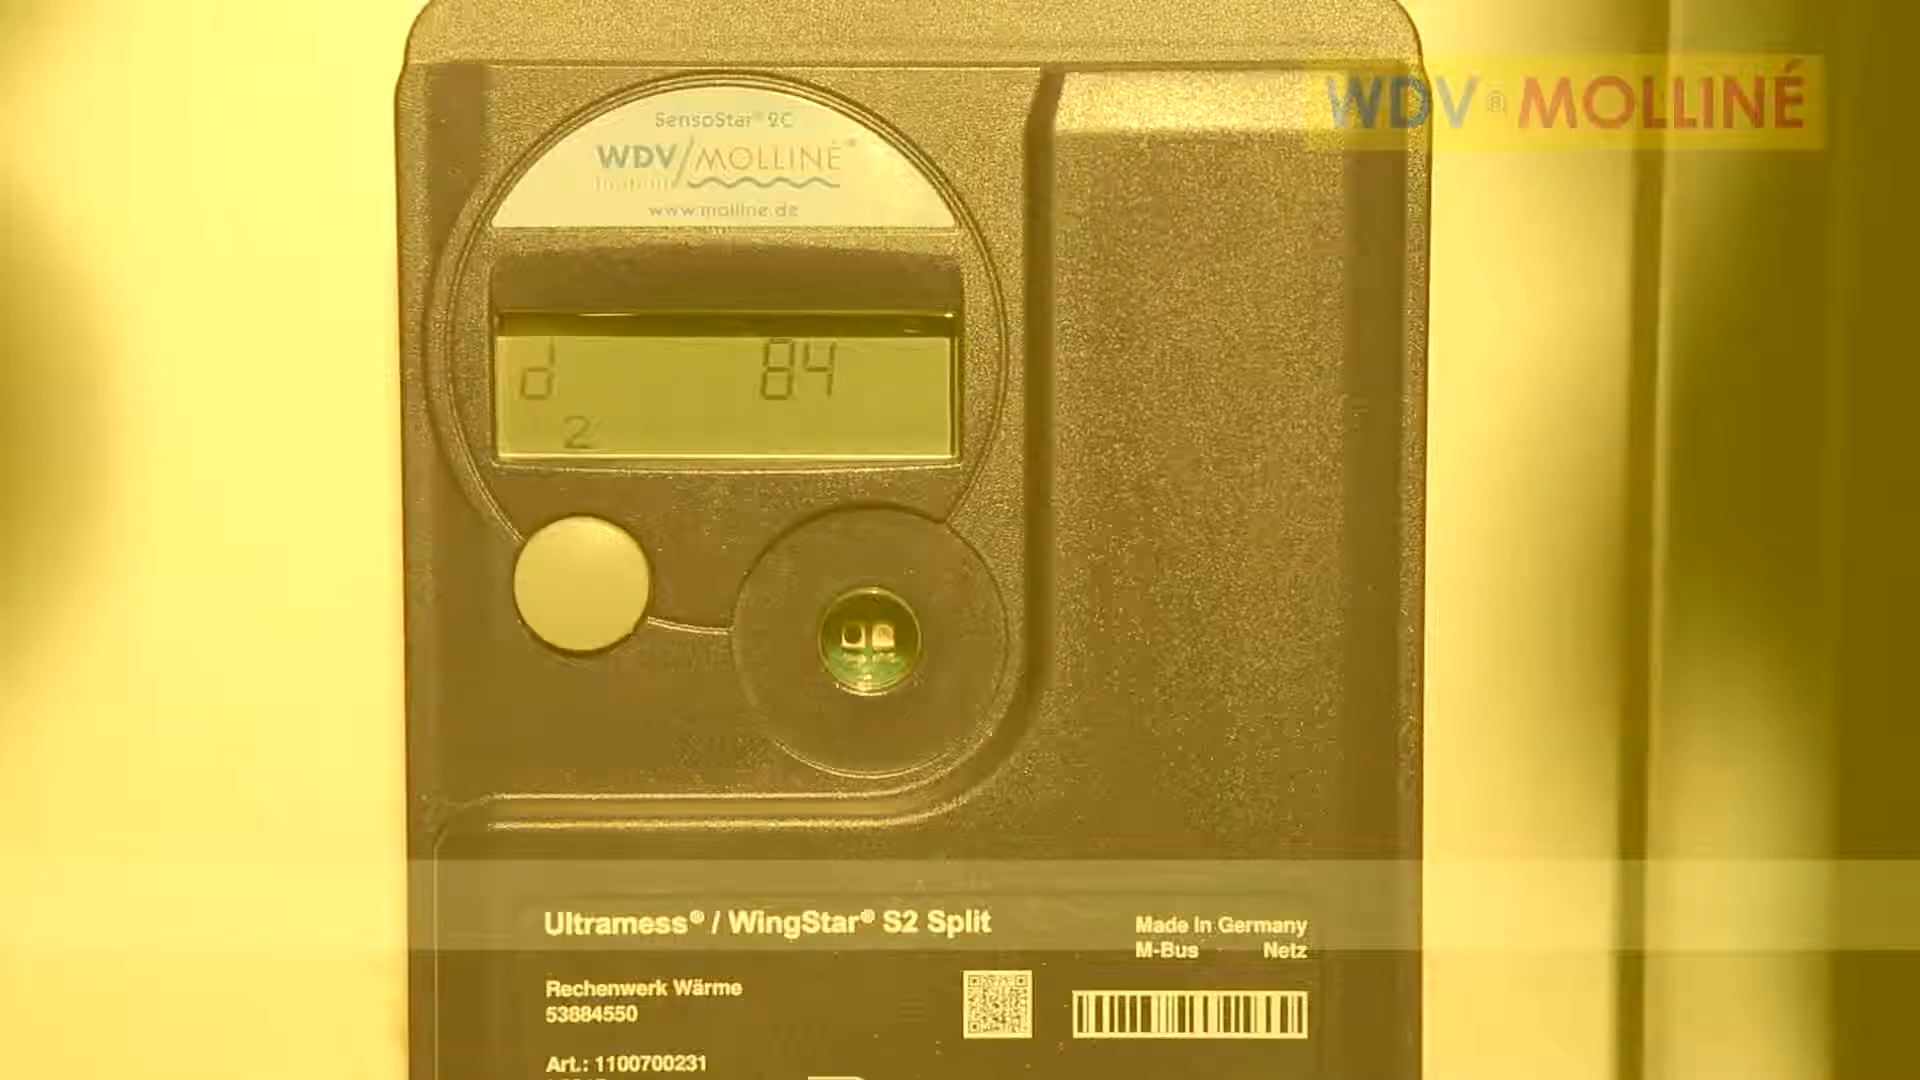 WDV®MOLLINÉ
SensoStar® 2C
WDV/MOLLINÉ®
www.molline.de
d 84
2
Ultramess® / WingStar® S2 Split
Made in Germany
M-Bus Netz
Rechenwerk Wärme
53884550
Art.: 1100700231